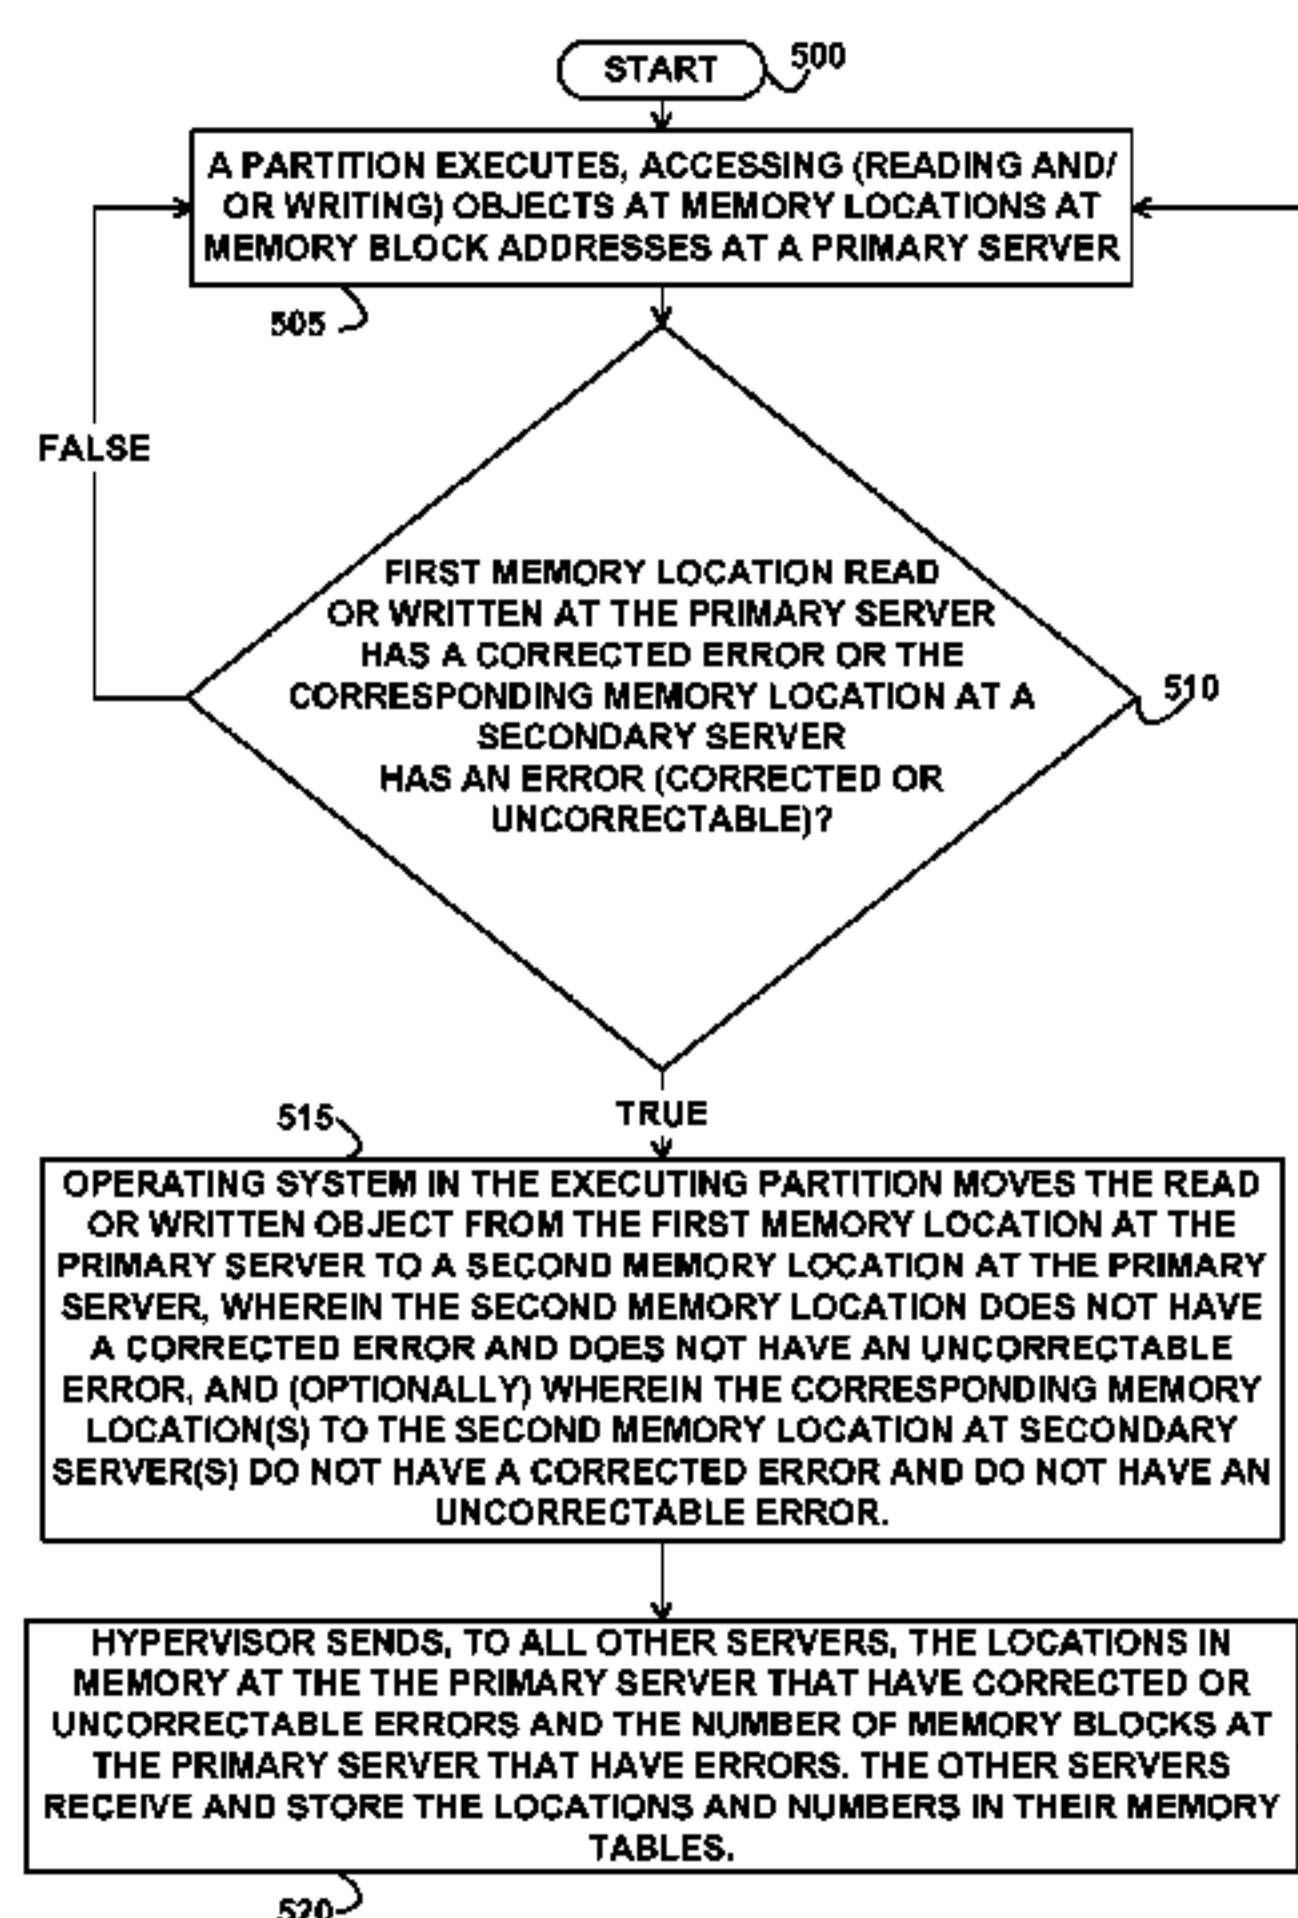 START
500
A PARTITION EXECUTES, ACCESSING (READING AND/
OR WRITING) OBJECTS AT MEMORY LOCATIONS AT
MEMORY BLOCK ADDRESSES AT A PRIMARY SERVER
505
FALSE
FIRST MEMORY LOCATION READ
OR WRITTEN AT THE PRIMARY SERVER
HAS A CORRECTED ERROR OR THE
CORRESPONDING MEMORY LOCATION AT A
SECONDARY SERVER
HAS AN ERROR (CORRECTED OR
UNCORRECTABLE)?
510
TRUE
515
OPERATING SYSTEM IN THE EXECUTING PARTITION MOVES THE READ
OR WRITTEN OBJECT FROM THE FIRST MEMORY LOCATION AT THE
PRIMARY SERVER TO A SECOND MEMORY LOCATION AT THE PRIMARY
SERVER, WHEREIN THE SECOND MEMORY LOCATION DOES NOT HAVE
A CORRECTED ERROR AND DOES NOT HAVE AN UNCORRECTABLE
ERROR, AND (OPTIONALLY) WHEREIN THE CORRESPONDING MEMORY
LOCATION(S) TO THE SECOND MEMORY LOCATION AT SECONDARY
SERVER(S) DO NOT HAVE A CORRECTED ERROR AND DO NOT HAVE AN
UNCORRECTABLE ERROR.
HYPERVISOR SENDS, TO ALL OTHER SERVERS, THE LOCATIONS IN
MEMORY AT THE THE PRIMARY SERVER THAT HAVE CORRECTED OR
UNCORRECTABLE ERRORS AND THE NUMBER OF MEMORY BLOCKS AT
THE PRIMARY SERVER THAT HAVE ERRORS. THE OTHER SERVERS
RECEIVE AND STORE THE LOCATIONS AND NUMBERS IN THEIR MEMORY
TABLES.
520